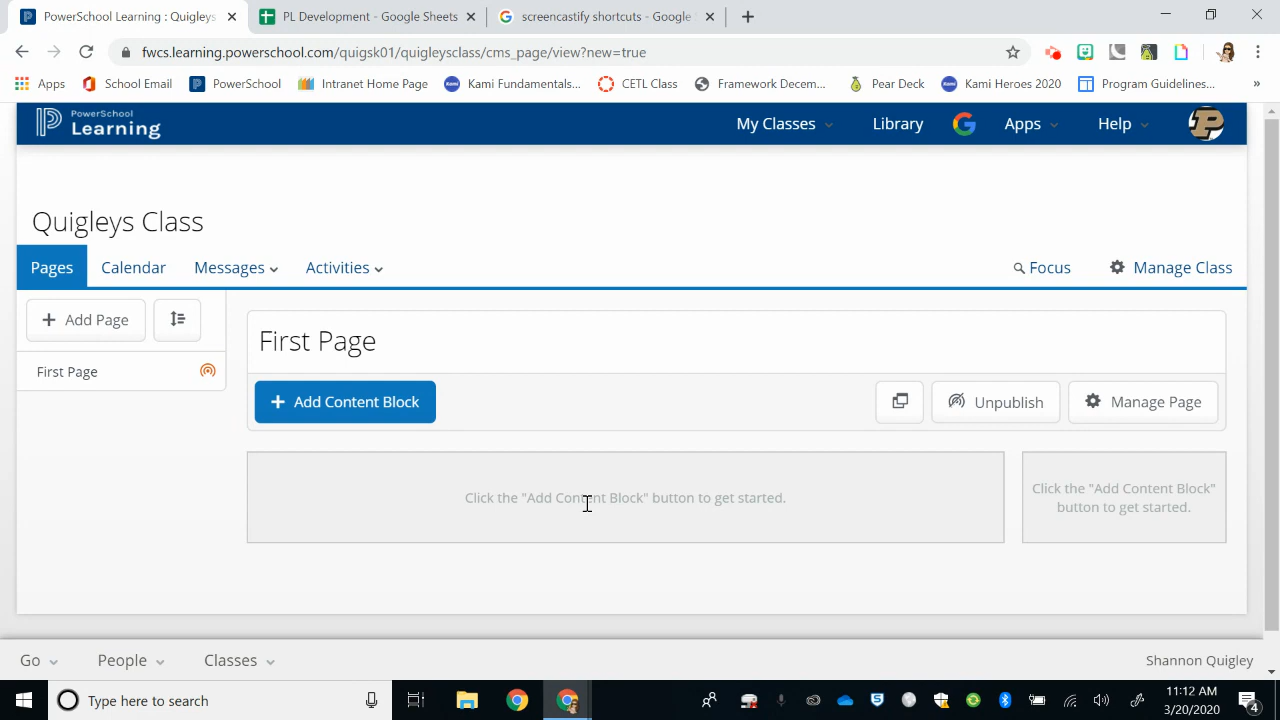 PowerSchool Learning : Quigleys
PL Development - Google Sheets
screencastify shortcuts - Google
fwcs.learning.powerschool.com/quigsk01/quigleysclass/cms_page/view?new=true
Apps School Email PowerSchool Intranet Home Page Kami Fundamentals... CETL Class Framework Decem... Pear Deck Kami Heroes 2020 Program Guidelines... »
PowerSchool
Learning
My Classes Library Apps Help
Quigleys Class
Pages Calendar Messages Activities Focus Manage Class
+ Add Page
First Page
First Page
+ Add Content Block Unpublish Manage Page
Click the "Add Content Block" button to get started.
Click the "Add Content Block"
button to get started.
Go People Classes Shannon Quigley
Type here to search
11:12 AM
3/20/2020
4